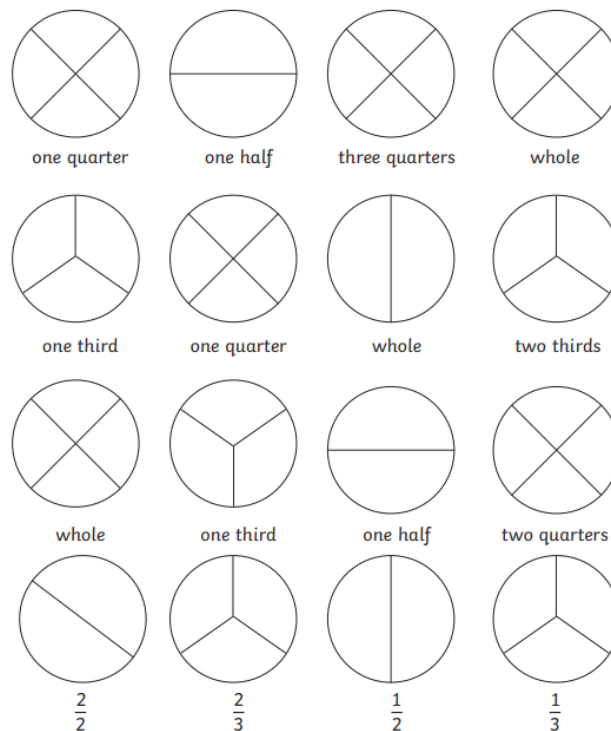 one quarter one half three quarters whole
one third one quarter whole two thirds
whole one third one half two quarters
2/2 2/3 1/2 1/3